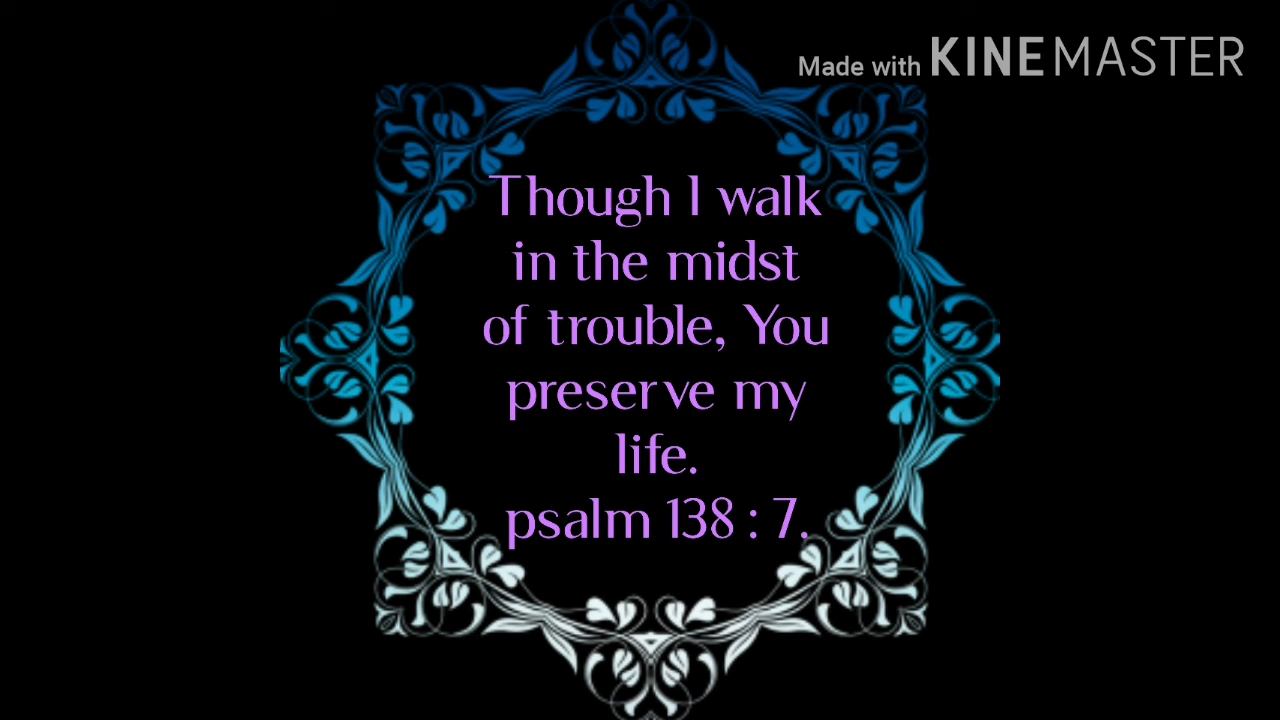 Made with KINEMASTER
Though I walk
in the midst
of trouble, You
preserve my
life.
psalm 138 : 7.